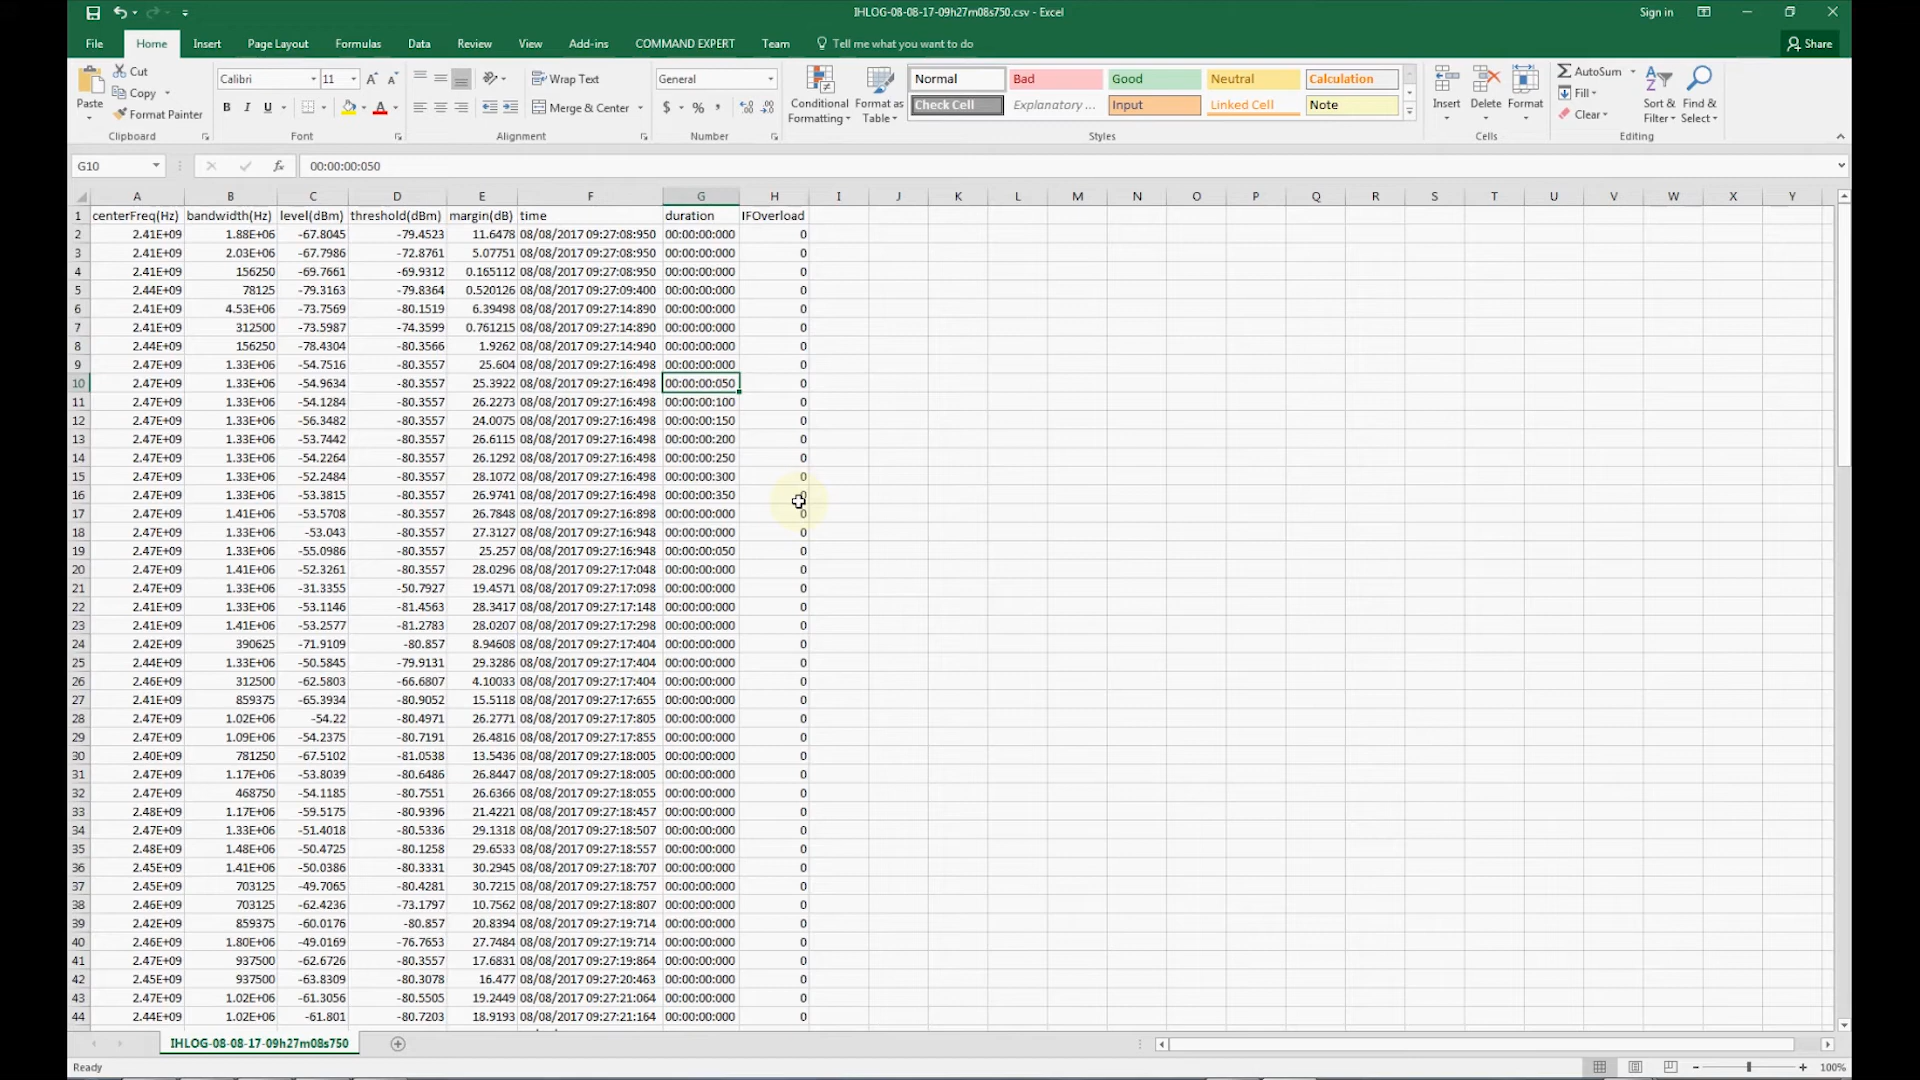 IHLOG-08-08-17-09h27m08s750.csv - Excel
Sign in
File Home Insert Page Layout Formulas Data Review View Add-ins COMMAND EXPERT Team Tell me what you want to do Share
Paste Cut Copy Format Painter
Calibri 11 B I U
Wrap Text Merge & Center
General $ % ,
Conditional Formatting Format as Table
Normal Bad Good Neutral Calculation
Check Cell Explanatory ... Input Linked Cell Note
Insert Delete Format
AutoSum Fill Clear Sort & Filter Find & Select
Clipboard Font Alignment Number Styles Cells Editing
G10 fx 00:00:00:050
A B C D E F G H I J K L M N O P Q R S T U V W X Y
1 centerFreq(Hz) bandwidth(Hz) level(dBm) threshold(dBm) margin(dB) time duration IFOverload
2 2.41E+09 1.88E+06 -67.8045 -79.4523 11.6478 08/08/2017 09:27:08:950 00:00:00:000 0
3 2.41E+09 2.03E+06 -67.7986 -72.8761 5.07751 08/08/2017 09:27:08:950 00:00:00:000 0
4 2.41E+09 156250 -69.7661 -69.9312 0.165112 08/08/2017 09:27:08:950 00:00:00:000 0
5 2.44E+09 78125 -79.3163 -79.8364 0.520126 08/08/2017 09:27:09:400 00:00:00:000 0
6 2.41E+09 4.53E+06 -73.7569 -80.1519 6.39498 08/08/2017 09:27:14:890 00:00:00:000 0
7 2.41E+09 312500 -73.5987 -74.3599 0.761215 08/08/2017 09:27:14:890 00:00:00:000 0
8 2.44E+09 156250 -78.4304 -80.3566 1.9262 08/08/2017 09:27:14:940 00:00:00:000 0
9 2.47E+09 1.33E+06 -54.7516 -80.3557 25.604 08/08/2017 09:27:16:498 00:00:00:000 0
10 2.47E+09 1.33E+06 -54.9634 -80.3557 25.3922 08/08/2017 09:27:16:498 00:00:00:050 0
11 2.47E+09 1.33E+06 -54.1284 -80.3557 26.2273 08/08/2017 09:27:16:498 00:00:00:100 0
12 2.47E+09 1.33E+06 -56.3482 -80.3557 24.0075 08/08/2017 09:27:16:498 00:00:00:150 0
13 2.47E+09 1.33E+06 -53.7442 -80.3557 26.6115 08/08/2017 09:27:16:498 00:00:00:200 0
14 2.47E+09 1.33E+06 -54.2264 -80.3557 26.1292 08/08/2017 09:27:16:498 00:00:00:250 0
15 2.47E+09 1.33E+06 -52.2484 -80.3557 28.1072 08/08/2017 09:27:16:498 00:00:00:300 0
16 2.47E+09 1.33E+06 -53.3815 -80.3557 26.9741 08/08/2017 09:27:16:498 00:00:00:350 0
17 2.47E+09 1.41E+06 -53.5708 -80.3557 26.7848 08/08/2017 09:27:16:898 00:00:00:000 0
18 2.47E+09 1.33E+06 -53.043 -80.3557 27.3127 08/08/2017 09:27:16:948 00:00:00:000 0
19 2.47E+09 1.33E+06 -55.0986 -80.3557 25.257 08/08/2017 09:27:16:948 00:00:00:050 0
20 2.47E+09 1.41E+06 -52.3261 -80.3557 28.0296 08/08/2017 09:27:17:048 00:00:00:000 0
21 2.47E+09 1.33E+06 -31.3355 -50.7927 19.4571 08/08/2017 09:27:17:098 00:00:00:000 0
22 2.41E+09 1.33E+06 -53.1146 -81.4563 28.3417 08/08/2017 09:27:17:148 00:00:00:000 0
23 2.41E+09 1.41E+06 -53.2577 -81.2783 28.0207 08/08/2017 09:27:17:298 00:00:00:000 0
24 2.42E+09 390625 -71.9109 -80.857 8.94608 08/08/2017 09:27:17:404 00:00:00:000 0
25 2.44E+09 1.33E+06 -50.5845 -79.9131 29.3286 08/08/2017 09:27:17:404 00:00:00:000 0
26 2.46E+09 312500 -62.5803 -66.6807 4.10033 08/08/2017 09:27:17:404 00:00:00:000 0
27 2.41E+09 859375 -65.3934 -80.9052 15.5118 08/08/2017 09:27:17:655 00:00:00:000 0
28 2.47E+09 1.02E+06 -54.22 -80.4971 26.2771 08/08/2017 09:27:17:805 00:00:00:000 0
29 2.47E+09 1.09E+06 -54.2375 -80.7191 26.4816 08/08/2017 09:27:17:855 00:00:00:000 0
30 2.40E+09 781250 -67.5102 -81.0538 13.5436 08/08/2017 09:27:18:005 00:00:00:000 0
31 2.47E+09 1.17E+06 -53.8039 -80.6486 26.8447 08/08/2017 09:27:18:005 00:00:00:000 0
32 2.47E+09 468750 -54.1185 -80.7551 26.6366 08/08/2017 09:27:18:055 00:00:00:000 0
33 2.48E+09 1.17E+06 -59.5175 -80.9396 21.4221 08/08/2017 09:27:18:457 00:00:00:000 0
34 2.47E+09 1.33E+06 -51.4018 -80.5336 29.1318 08/08/2017 09:27:18:507 00:00:00:000 0
35 2.48E+09 1.48E+06 -50.4725 -80.1258 29.6533 08/08/2017 09:27:18:557 00:00:00:000 0
36 2.45E+09 1.41E+06 -50.0386 -80.3331 30.2945 08/08/2017 09:27:18:707 00:00:00:000 0
37 2.45E+09 703125 -49.7065 -80.4281 30.7215 08/08/2017 09:27:18:757 00:00:00:000 0
38 2.46E+09 703125 -62.4236 -73.1797 10.7562 08/08/2017 09:27:18:807 00:00:00:000 0
39 2.42E+09 859375 -60.0176 -80.857 20.8394 08/08/2017 09:27:19:714 00:00:00:000 0
40 2.46E+09 1.80E+06 -49.0169 -76.7653 27.7484 08/08/2017 09:27:19:714 00:00:00:000 0
41 2.47E+09 937500 -62.6726 -80.3557 17.6831 08/08/2017 09:27:19:864 00:00:00:000 0
42 2.45E+09 937500 -63.8309 -80.3078 16.477 08/08/2017 09:27:20:463 00:00:00:000 0
43 2.47E+09 1.02E+06 -61.3056 -80.5505 19.2449 08/08/2017 09:27:21:064 00:00:00:000 0
44 2.44E+09 1.02E+06 -61.801 -80.7203 18.9193 08/08/2017 09:27:21:164 00:00:00:000 0
IHLOG-08-08-17-09h27m08s750
Ready 100%